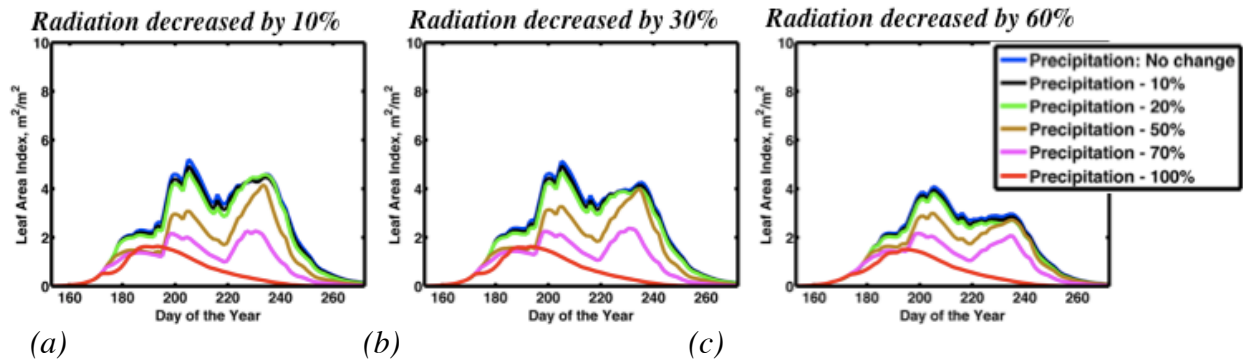 Radiation decreased by 10%
Radiation decreased by 30%
Radiation decreased by 60%
10
8
6
4
2
0
Leaf Area Index, m²/m²
160 180 200 220 240 260
Day of the Year
10
8
6
4
2
0
Leaf Area Index, m²/m²
160 180 200 220 240 260
Day of the Year
10
8
6
4
2
0
Leaf Area Index, m²/m²
160 180 200 220 240 260
Day of the Year
Precipitation: No change
Precipitation - 10%
Precipitation - 20%
Precipitation - 50%
Precipitation - 70%
Precipitation - 100%
(a)
(b)
(c)